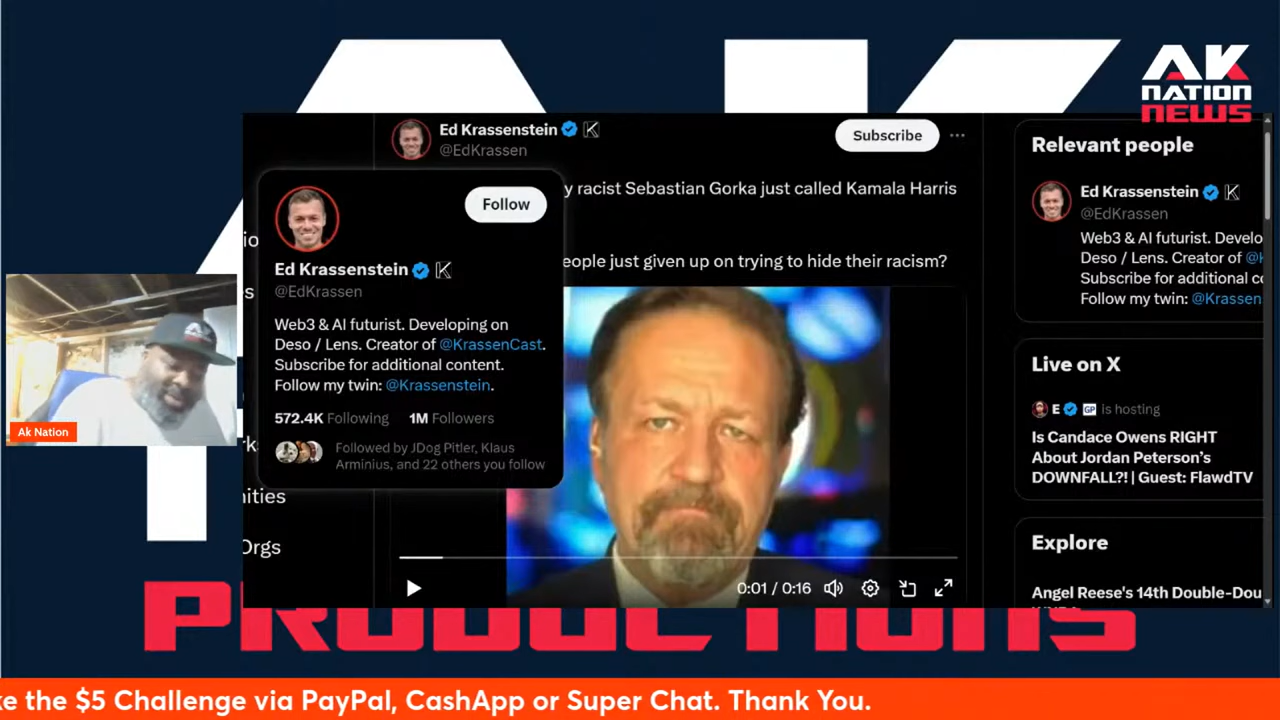 AK
NATION
NEWS
Ed Krassenstein
@EdKrassen
Subscribe
y racist Sebastian Gorka just called Kamala Harris
eople just given up on trying to hide their racism?
Follow
Ed Krassenstein
@EdKrassen
Web3 & AI futurist. Developing on
Deso / Lens. Creator of @KrassenCast.
Subscribe for additional content.
Follow my twin: @Krassenstein.
572.4K Following 1M Followers
Followed by JDog Pitler, Klaus
Arminius, and 22 others you follow
nities
Orgs
0:01 / 0:16
Relevant people
Ed Krassenstein
@EdKrassen
Web3 & AI futurist. Develo
Deso / Lens. Creator of @K
Subscribe for additional co
Follow my twin: @Krassen
Live on X
E GP is hosting
Is Candace Owens RIGHT
About Jordan Peterson's
DOWNFALL?! | Guest: FlawdTV
Explore
Angel Reese's 14th Double-Dou
Ak Nation
PRODUCTIONS
ke the $5 Challenge via PayPal, CashApp or Super Chat. Thank You.